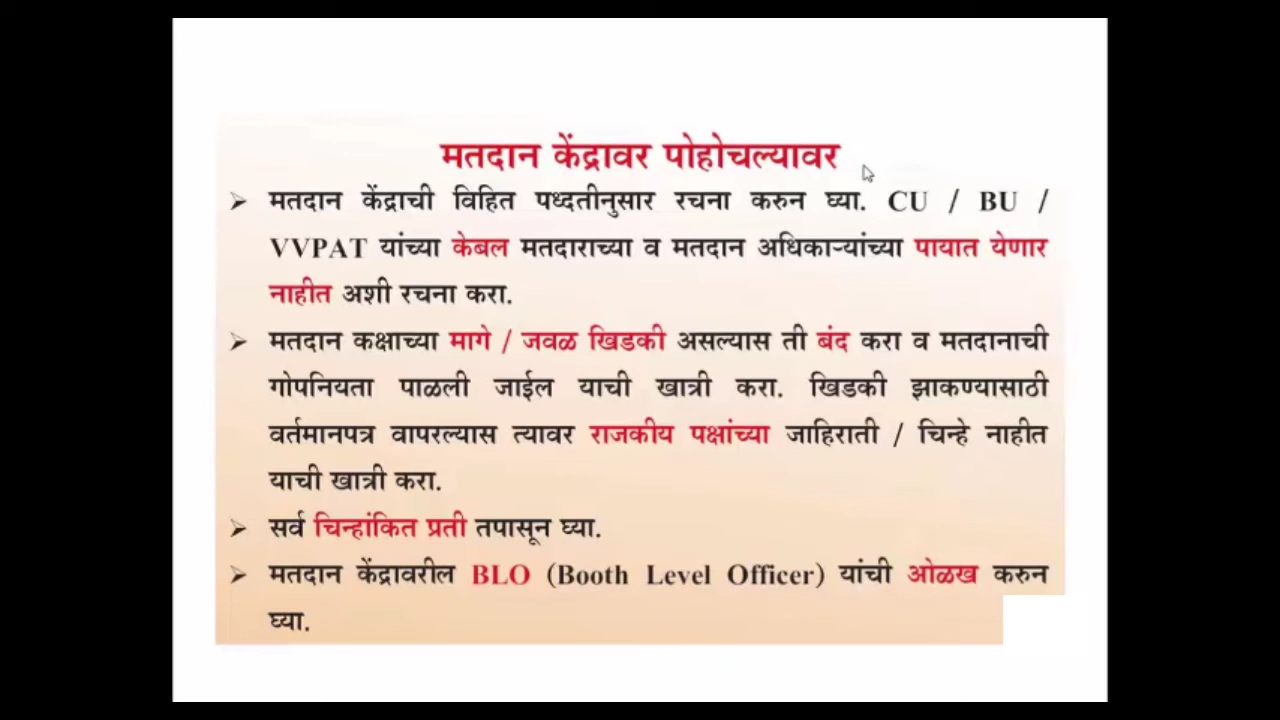 मतदान केंद्रावर पोहोचल्यावर
➢ मतदान केंद्राची विहित पध्दतीनुसार रचना करुन घ्या. CU / BU /
VVPAT यांच्या केबल मतदाराच्या व मतदान अधिकाऱ्यांच्या पायात येणार
नाहीत अशी रचना करा.
➢ मतदान कक्षाच्या मागे / जवळ खिडकी असल्यास ती बंद करा व मतदानाची
गोपनियता पाळली जाईल याची खात्री करा. खिडकी झाकण्यासाठी
वर्तमानपत्र वापरल्यास त्यावर राजकीय पक्षांच्या जाहिराती / चिन्हे नाहीत
याची खात्री करा.
➢ सर्व चिन्हांकित प्रती तपासून घ्या.
➢ मतदान केंद्रावरील BLO (Booth Level Officer) यांची ओळख करुन
घ्या.